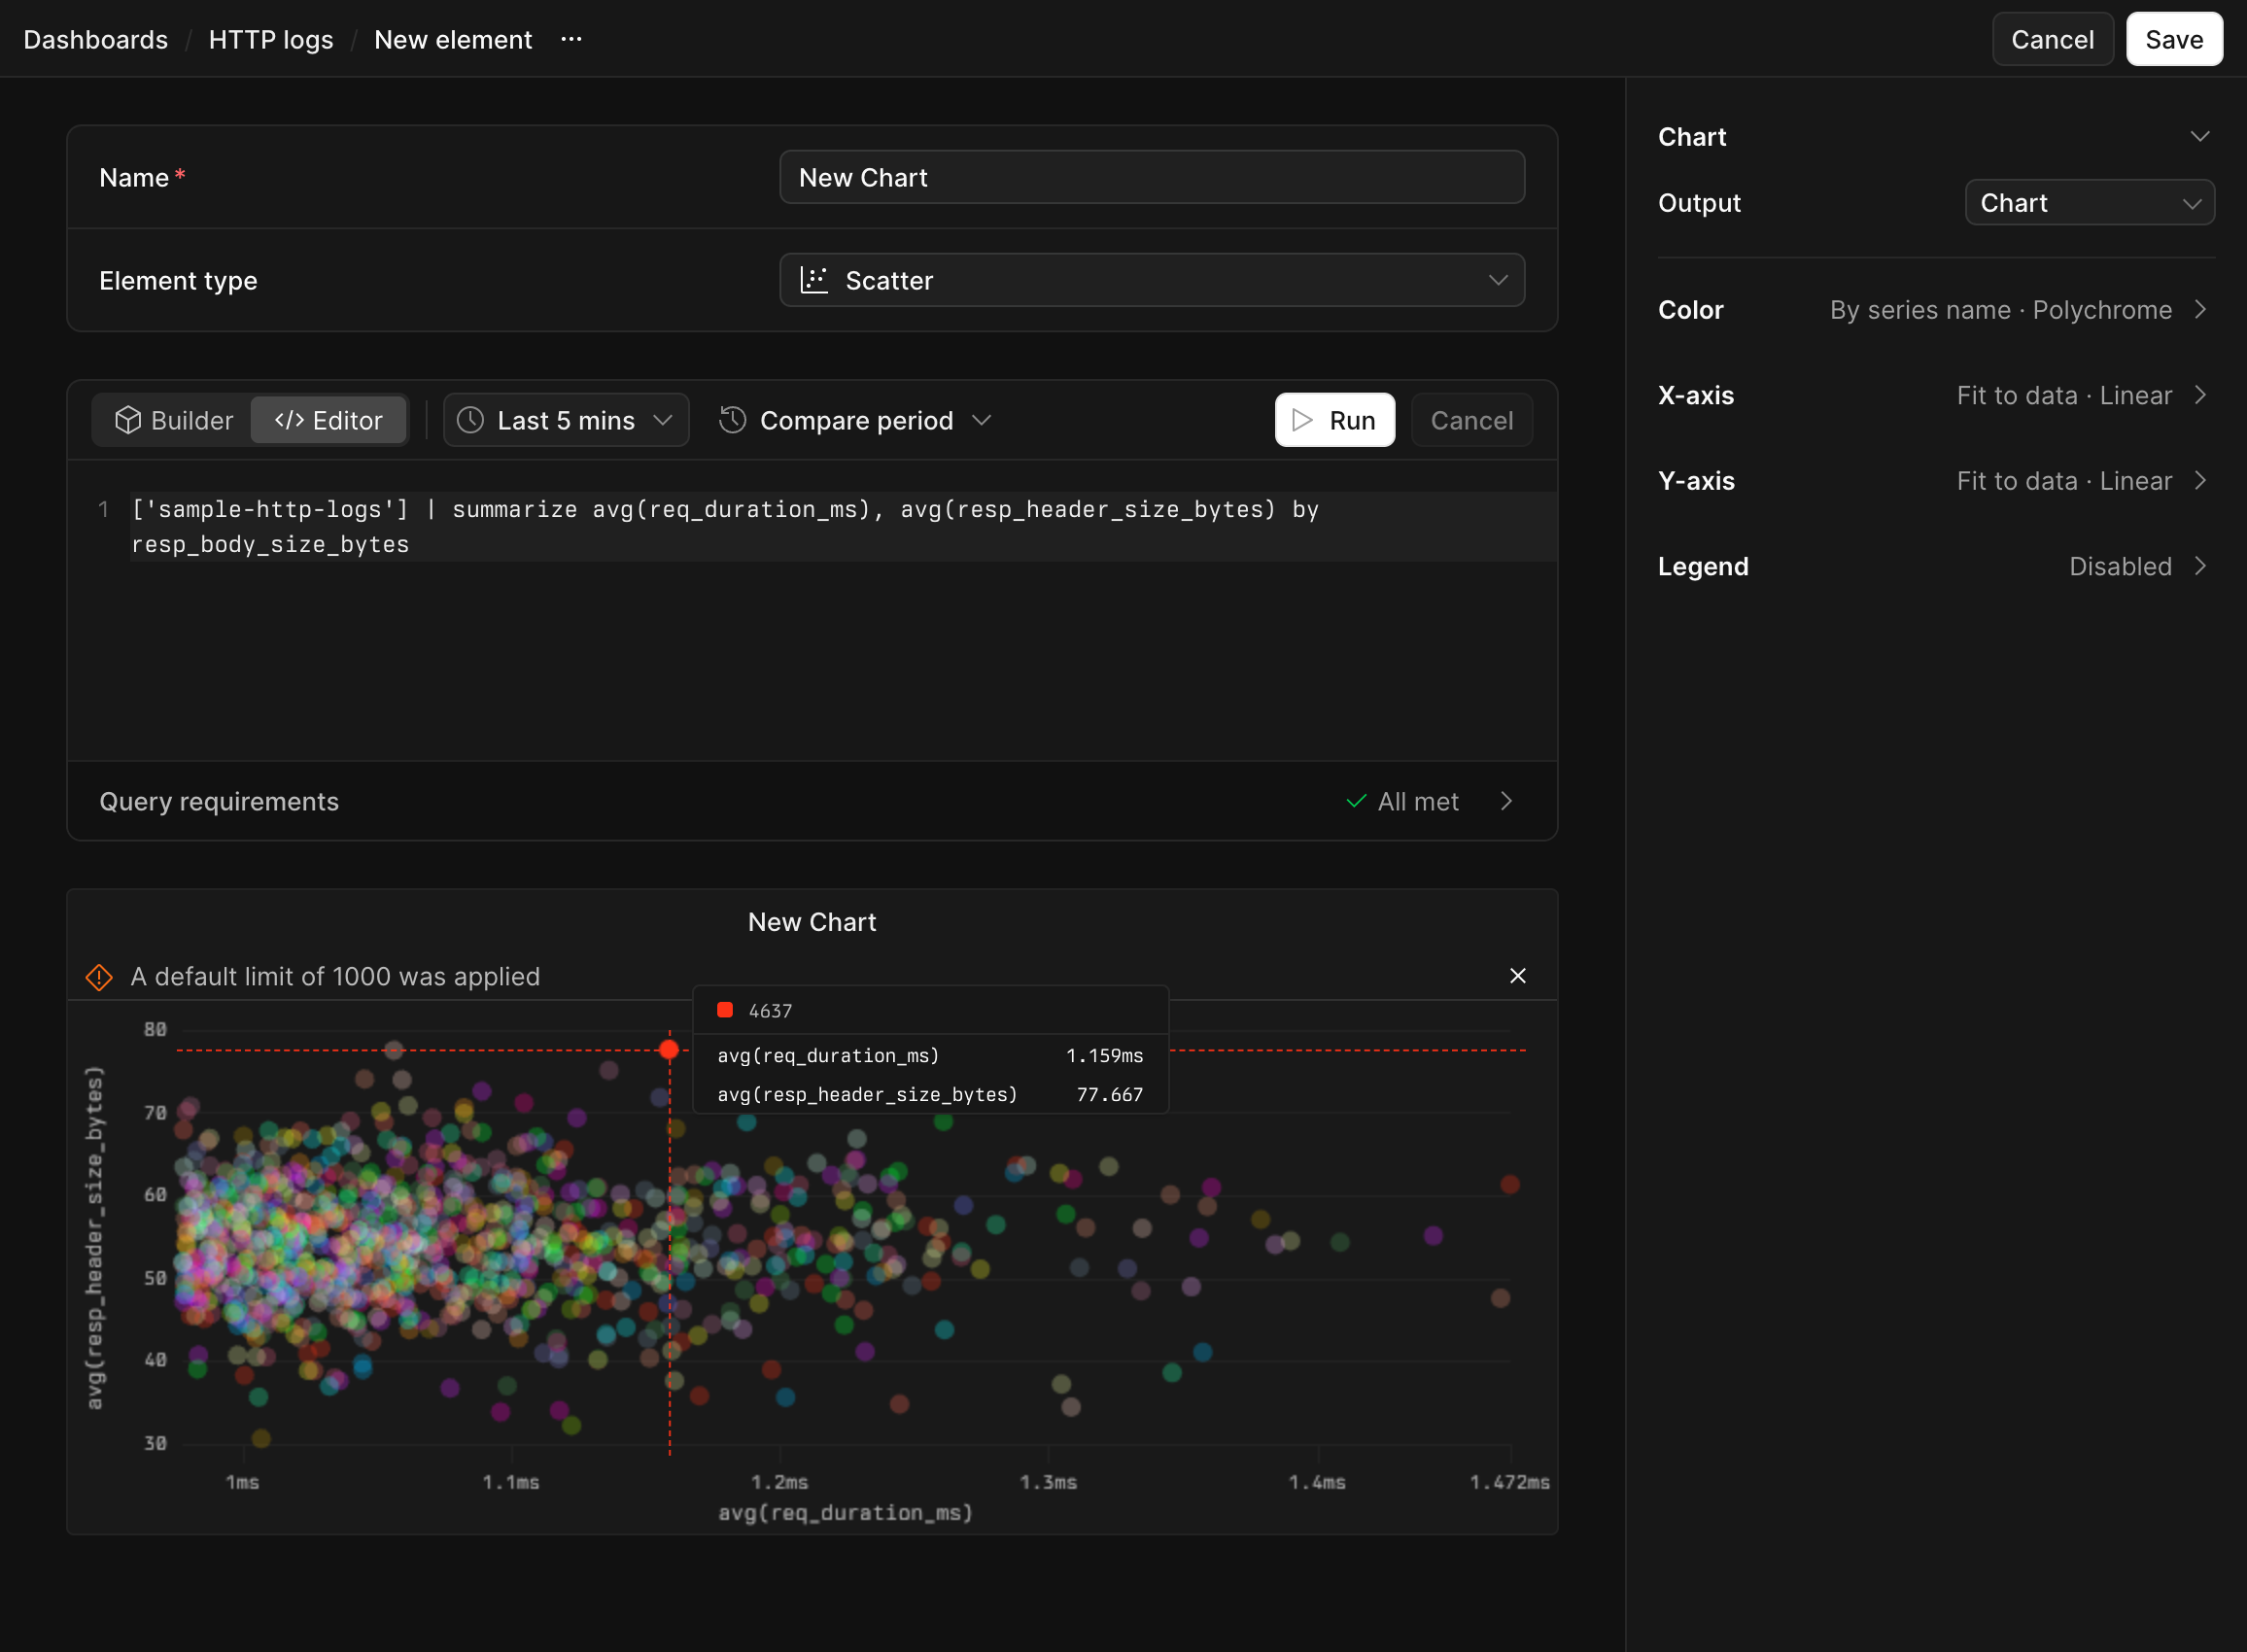 Dashboards / HTTP logs / New element ···
Cancel
Save
Name*
New Chart
Element type
Scatter
Builder
</> Editor
Last 5 mins
Compare period
Run
Cancel
1 ['sample-http-logs'] | summarize avg(req_duration_ms), avg(resp_header_size_bytes) by
resp_body_size_bytes
Query requirements
All met
New Chart
A default limit of 1000 was applied
4637
avg(req_duration_ms) 1.159ms
avg(resp_header_size_bytes) 77.667
avg(resp_header_size_bytes)
80
70
60
50
40
30
1ms 1.1ms 1.2ms 1.3ms 1.4ms 1.472ms
avg(req_duration_ms)
Chart
Output
Chart
Color
By series name · Polychrome
X-axis
Fit to data · Linear
Y-axis
Fit to data · Linear
Legend
Disabled